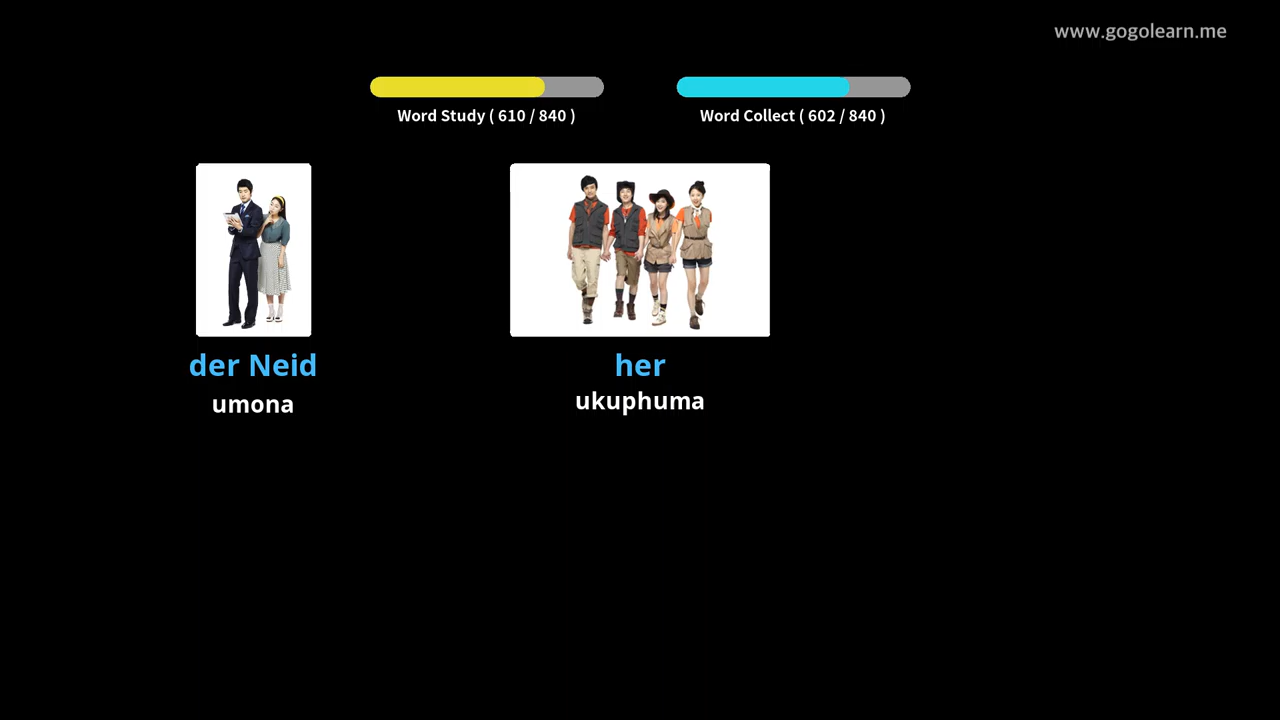 www.gogolearn.me
Word Study ( 610 / 840 )
Word Collect ( 602 / 840 )
der Neid
umona
her
ukuphuma